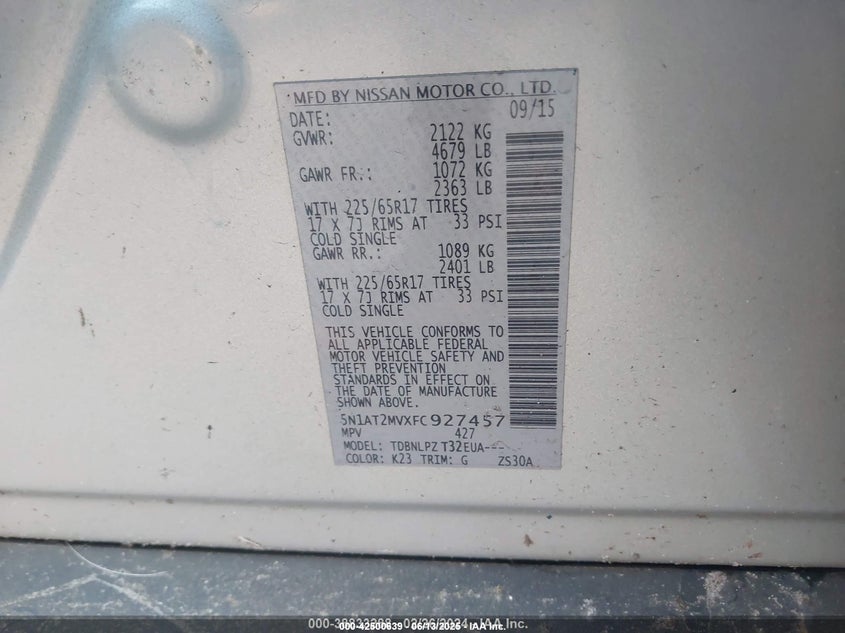 MFD BY NISSAN MOTOR CO., LTD.
DATE: 09/15
GVWR: 2122 KG
4679 LB
GAWR FR.: 1072 KG
2363 LB
WITH 225/65R17 TIRES
17 X 7J RIMS AT 33 PSI
COLD SINGLE
GAWR RR.: 1089 KG
2401 LB
WITH 225/65R17 TIRES
17 X 7J RIMS AT 33 PSI
COLD SINGLE
THIS VEHICLE CONFORMS TO
ALL APPLICABLE FEDERAL
MOTOR VEHICLE SAFETY AND
THEFT PREVENTION
STANDARDS IN EFFECT ON
THE DATE OF MANUFACTURE
SHOWN ABOVE.
5N1AT2MVXFC927457
MPV 427
MODEL: TDBNLPZ T32EUA---
COLOR: K23 TRIM: G ZS30A
IAA Inc.